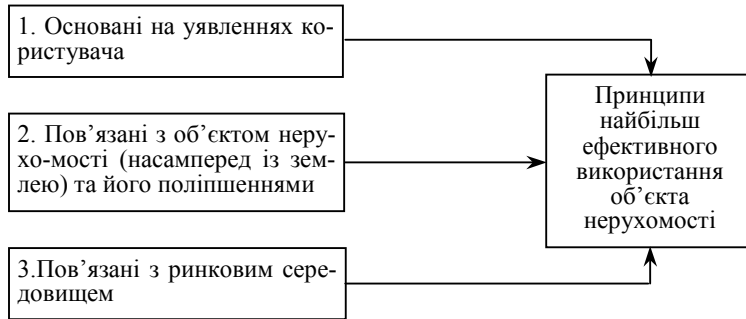 1. Основані на уявленнях ко-
ристувача
2. Пов’язані з об’єктом неру-
хо-мості (насамперед із зем-
лею) та його поліпшеннями
3.Пов’язані з ринковим сере-
довищем
Принципи
найбільш
ефективного
використання
об’єкта
нерухомості